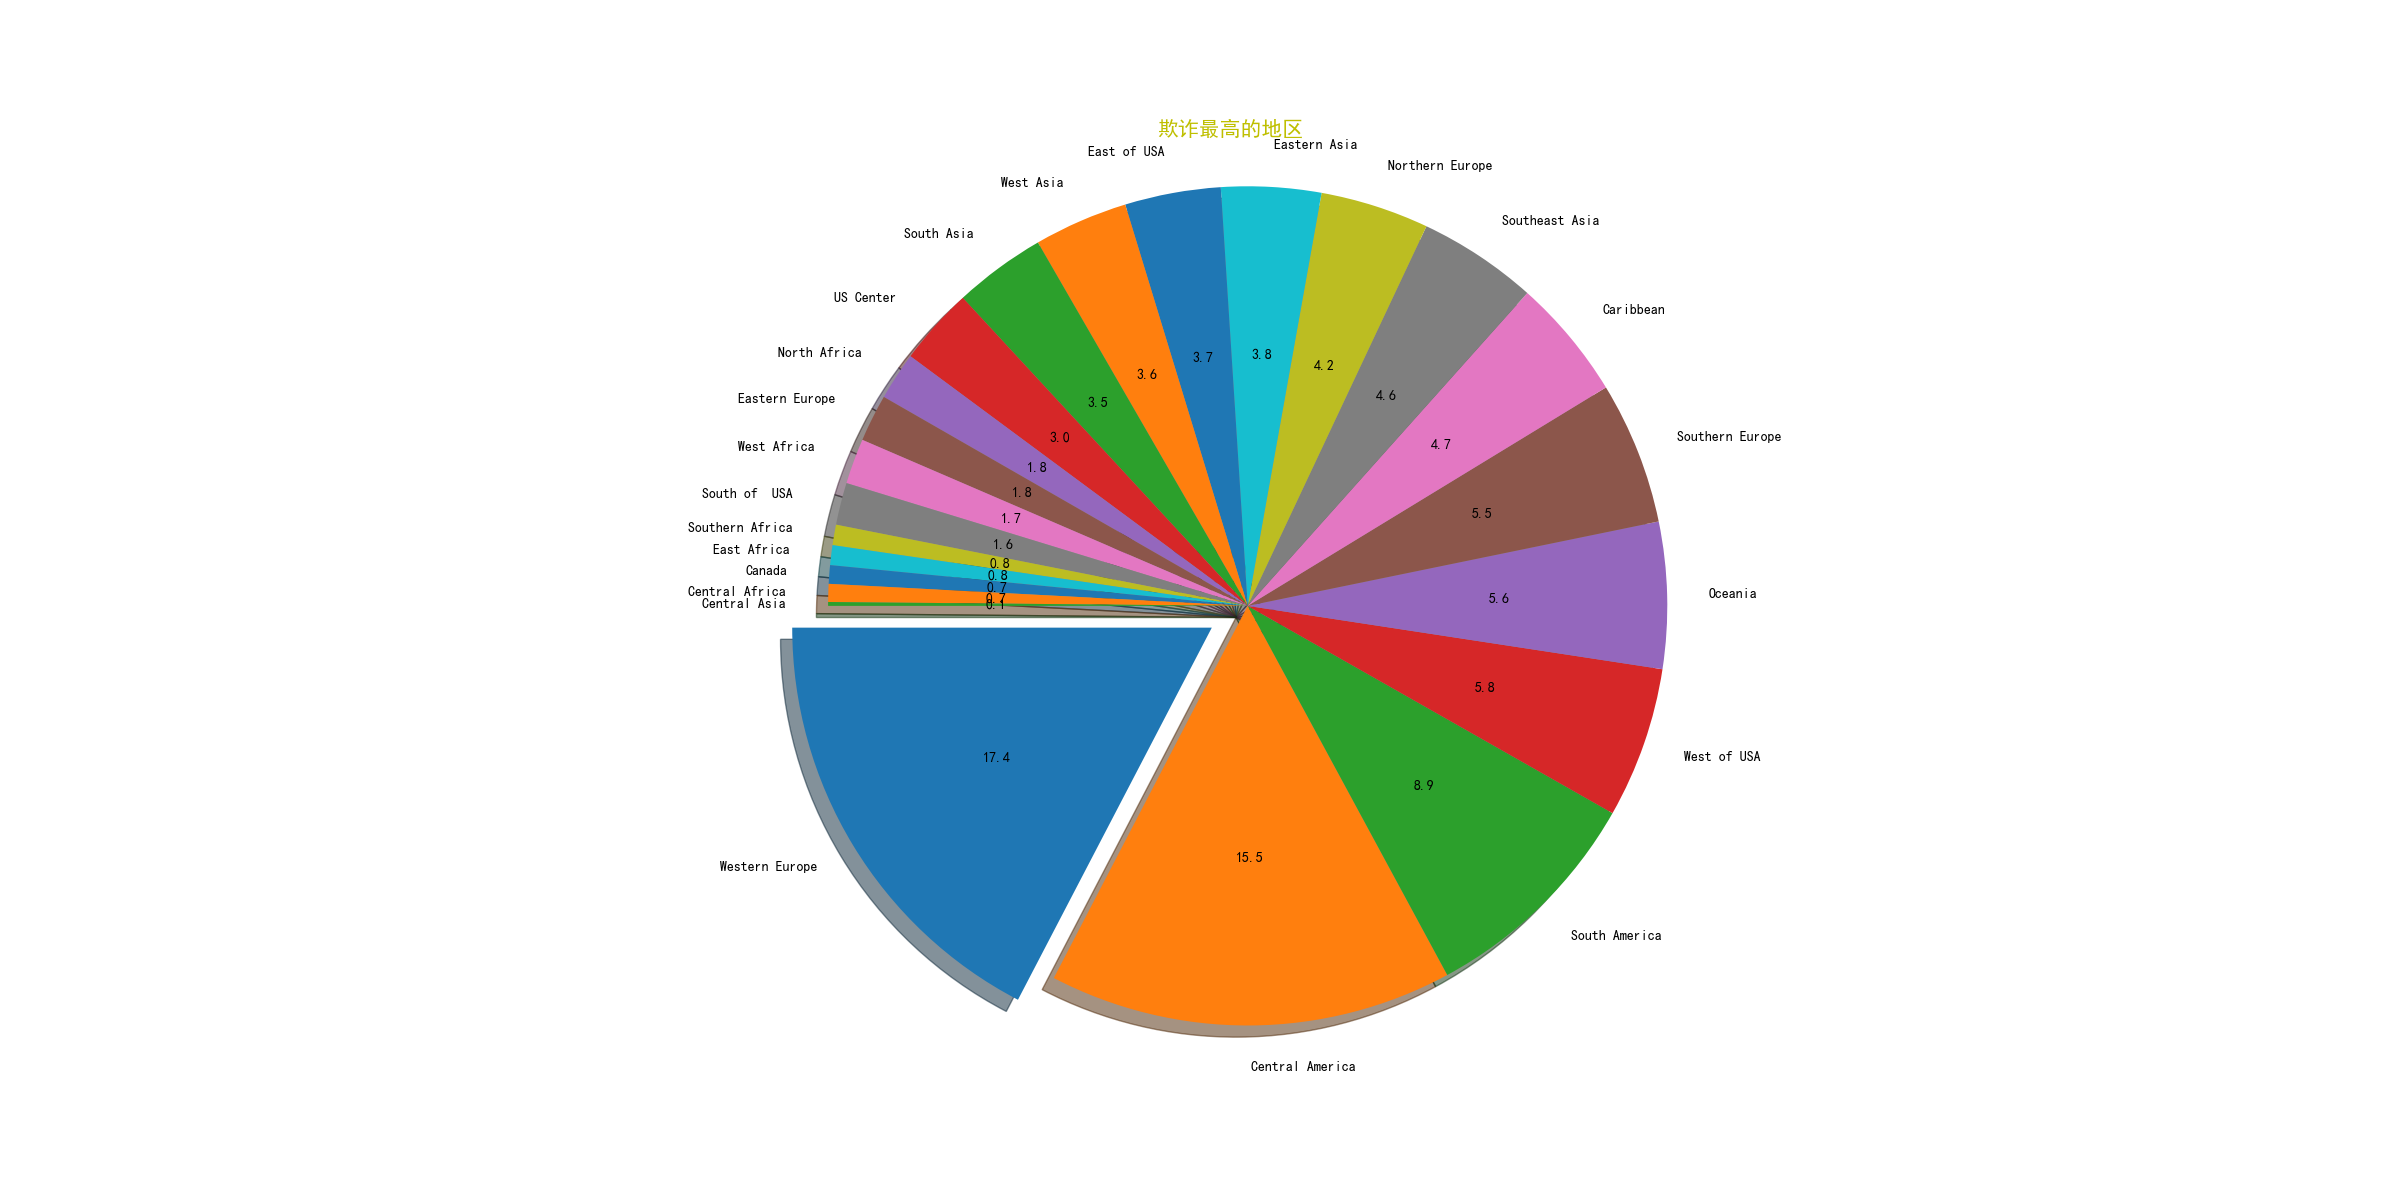 欺诈最高的地区
Eastern Asia
East of USA
Northern Europe
West Asia
Southeast Asia
South Asia
US Center
Caribbean
North Africa
3.8
3.7
4.2
3.6
4.6
Eastern Europe
3.5
Southern Europe
3.0
4.7
West Africa
1.8
1.8
South of  USA
5.5
1.7
Southern Africa
1.6
East Africa
0.8
Canada
0.8
0.7
Central Africa
0.7
Oceania
5.6
Central Asia
0.1
5.8
17.4
West of USA
8.9
15.5
Western Europe
South America
Central America